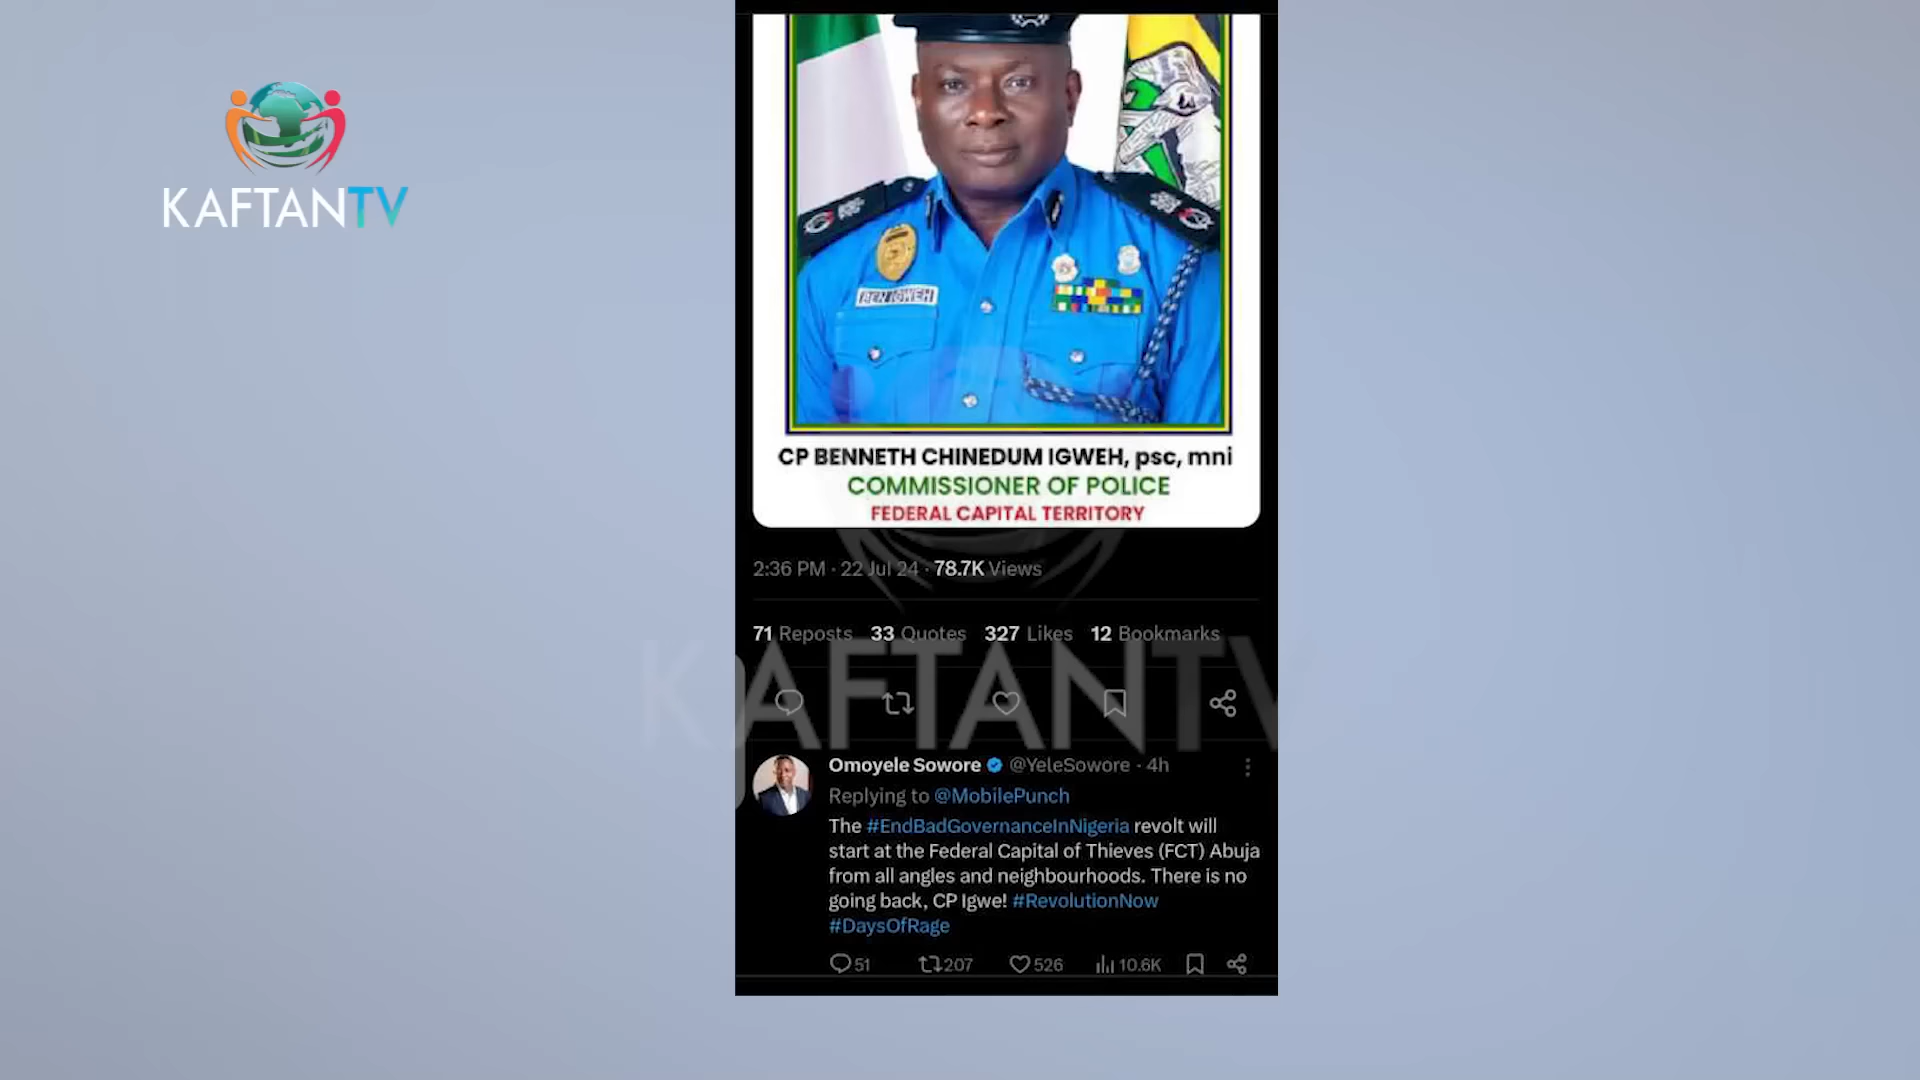 KAFTANTV
BEN IGWEH
CP BENNETH CHINEDUM IGWEH, psc, mni
COMMISSIONER OF POLICE
FEDERAL CAPITAL TERRITORY
2:36 PM · 22 Jul 24 · 78.7K Views
71 Reposts 33 Quotes 327 Likes 12 Bookmarks
KAFTANTV
Omoyele Sowore @YeleSowore · 4h
Replying to @MobilePunch
The #EndBadGovernanceInNigeria revolt will
start at the Federal Capital of Thieves (FCT) Abuja
from all angles and neighbourhoods. There is no
going back, CP Igwe! #RevolutionNow
#DaysOfRage
51 207 526 10.6K